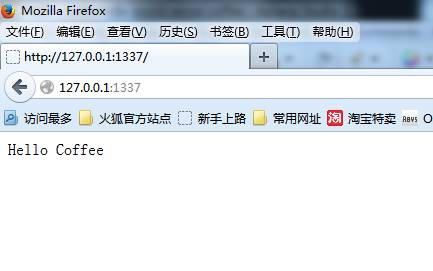 Mozilla Firefox
文件(F) 编辑(E) 查看(V) 历史(S) 书签(B) 工具(T) 帮助(H)
http://127.0.0.1:1337/ +
127.0.0.1:1337
访问最多 火狐官方站点 新手上路 常用网址 淘 淘宝特卖 RBYS O
Hello Coffee